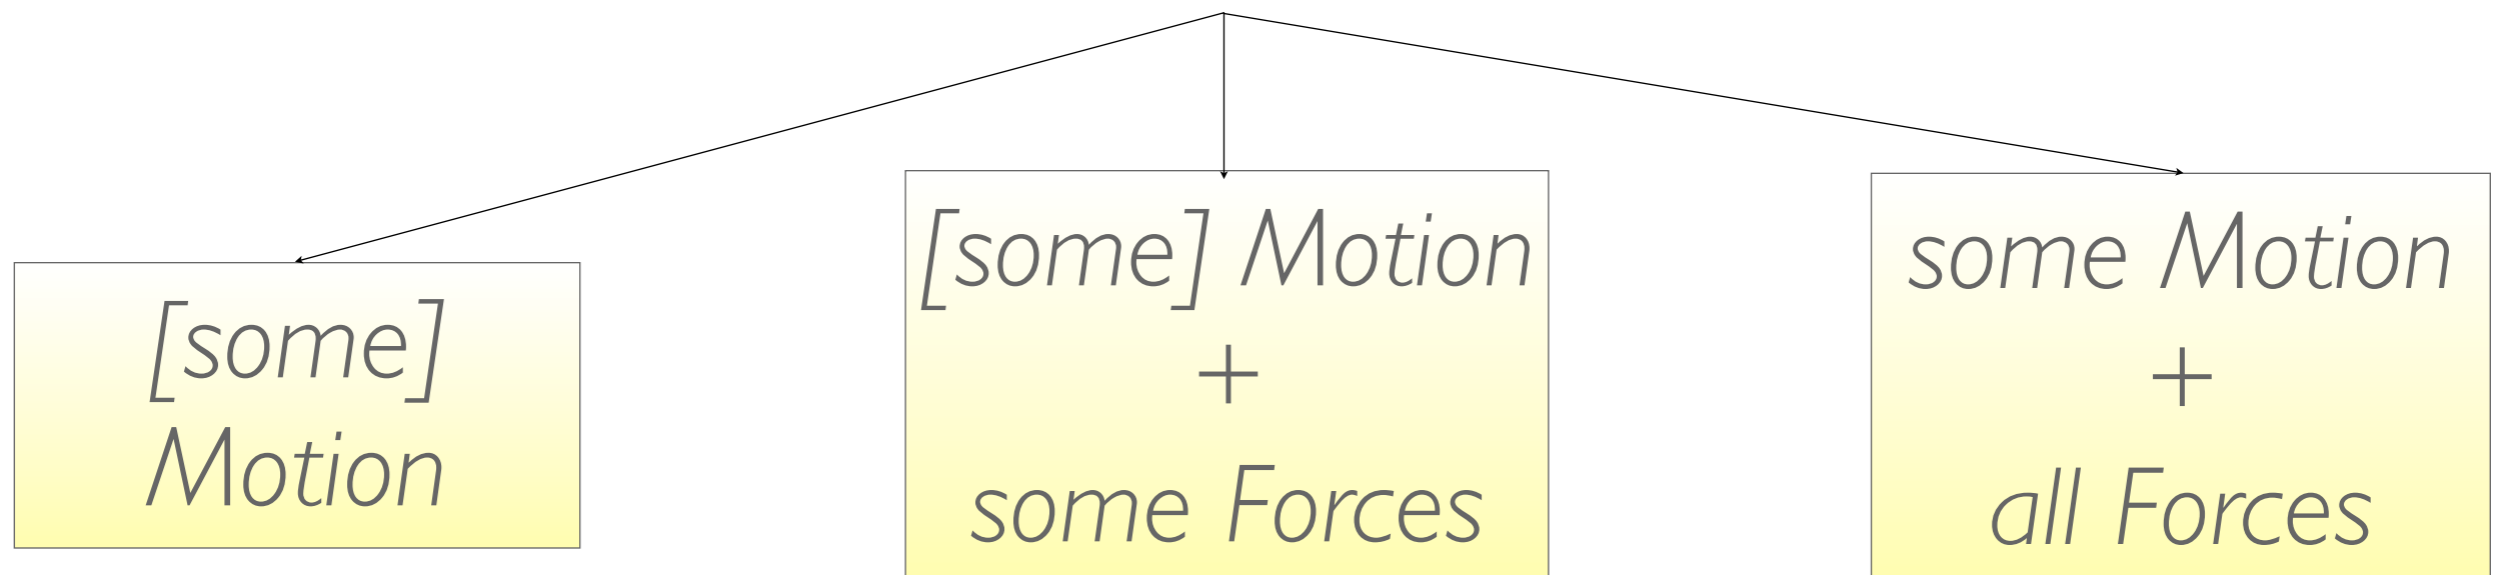 [some]
Motion
[some] Motion
+
some Forces
some Motion
+
all Forces